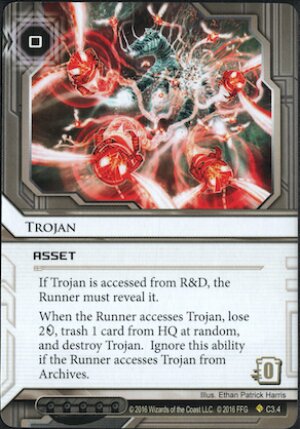 0
TROJAN
ASSET
If Trojan is accessed from R&D, the
Runner must reveal it.
When the Runner accesses Trojan, lose
2, trash 1 card from HQ at random,
and destroy Trojan. Ignore this ability
if the Runner accesses Trojan from
Archives.
0
Illus. Ethan Patrick Harris
© 2016 Wizards of the Coast LLC. © 2016 FFG C3.4